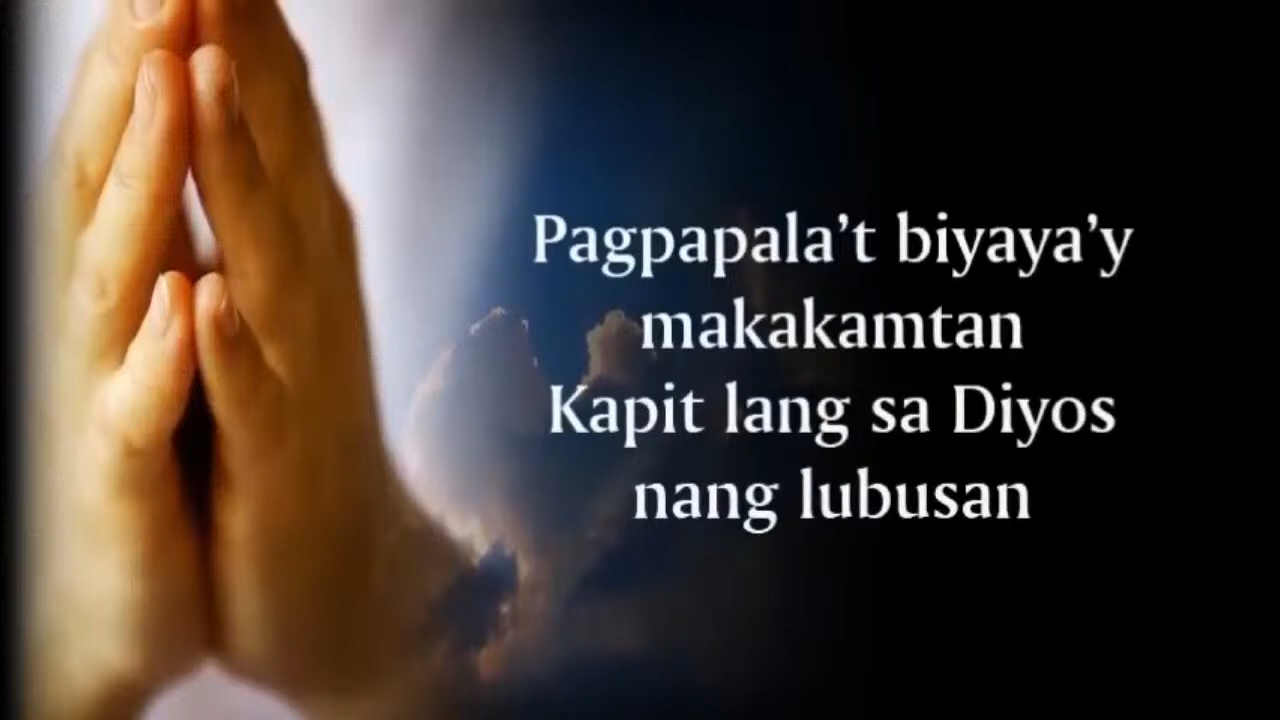 Pagpapala’t biyaya’y
makakamtan
Kapit lang sa Diyos
nang lubusan